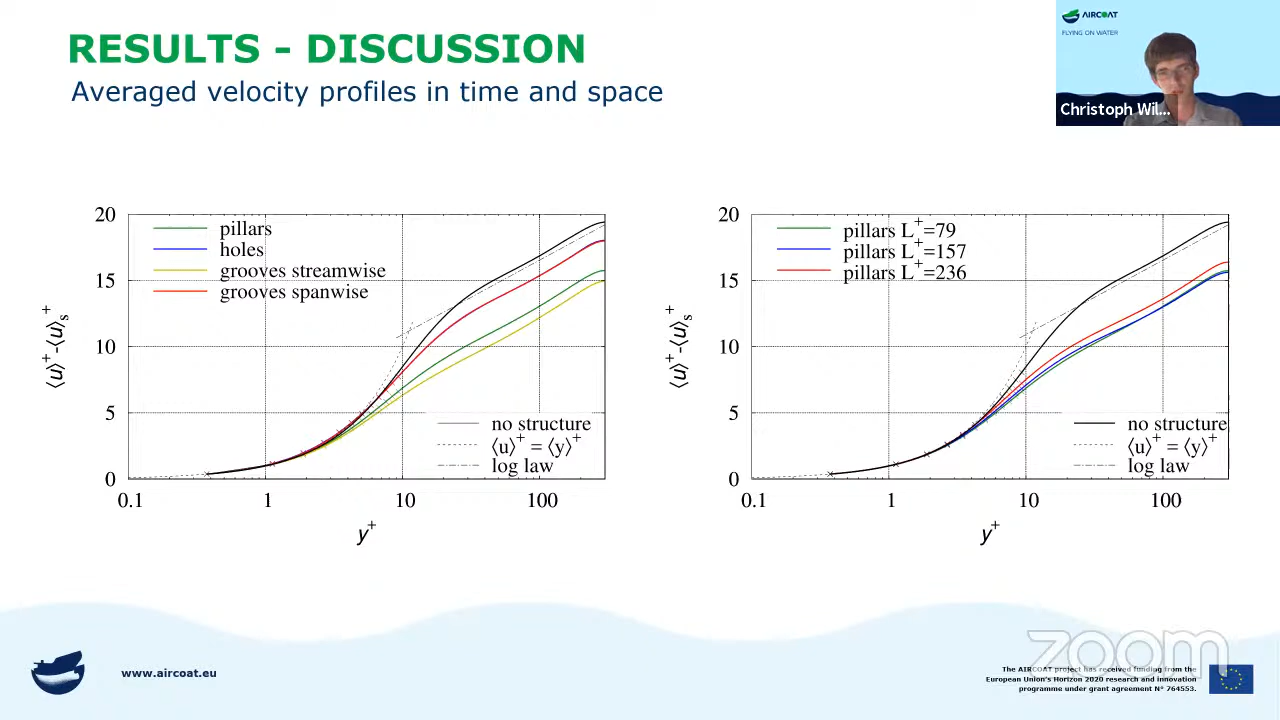 RESULTS - DISCUSSION
Averaged velocity profiles in time and space
AIRCOAT
FLYING ON WATER
Christoph Wil...
20
15
10
5
0
0.1
1
10
100
⟨u⟩⁺-⟨u⟩ₛ⁺
y⁺
pillars
holes
grooves streamwise
grooves spanwise
no structure
⟨u⟩⁺ = ⟨y⟩⁺
log law
20
15
10
5
0
0.1
1
10
100
⟨u⟩⁺-⟨u⟩ₛ⁺
y⁺
pillars L⁺=79
pillars L⁺=157
pillars L⁺=236
no structure
⟨u⟩⁺ = ⟨y⟩⁺
log law
www.aircoat.eu
zoom
The AIRCOAT project has received funding from the
European Union's Horizon 2020 research and innovation
programme under grant agreement N° 764553.